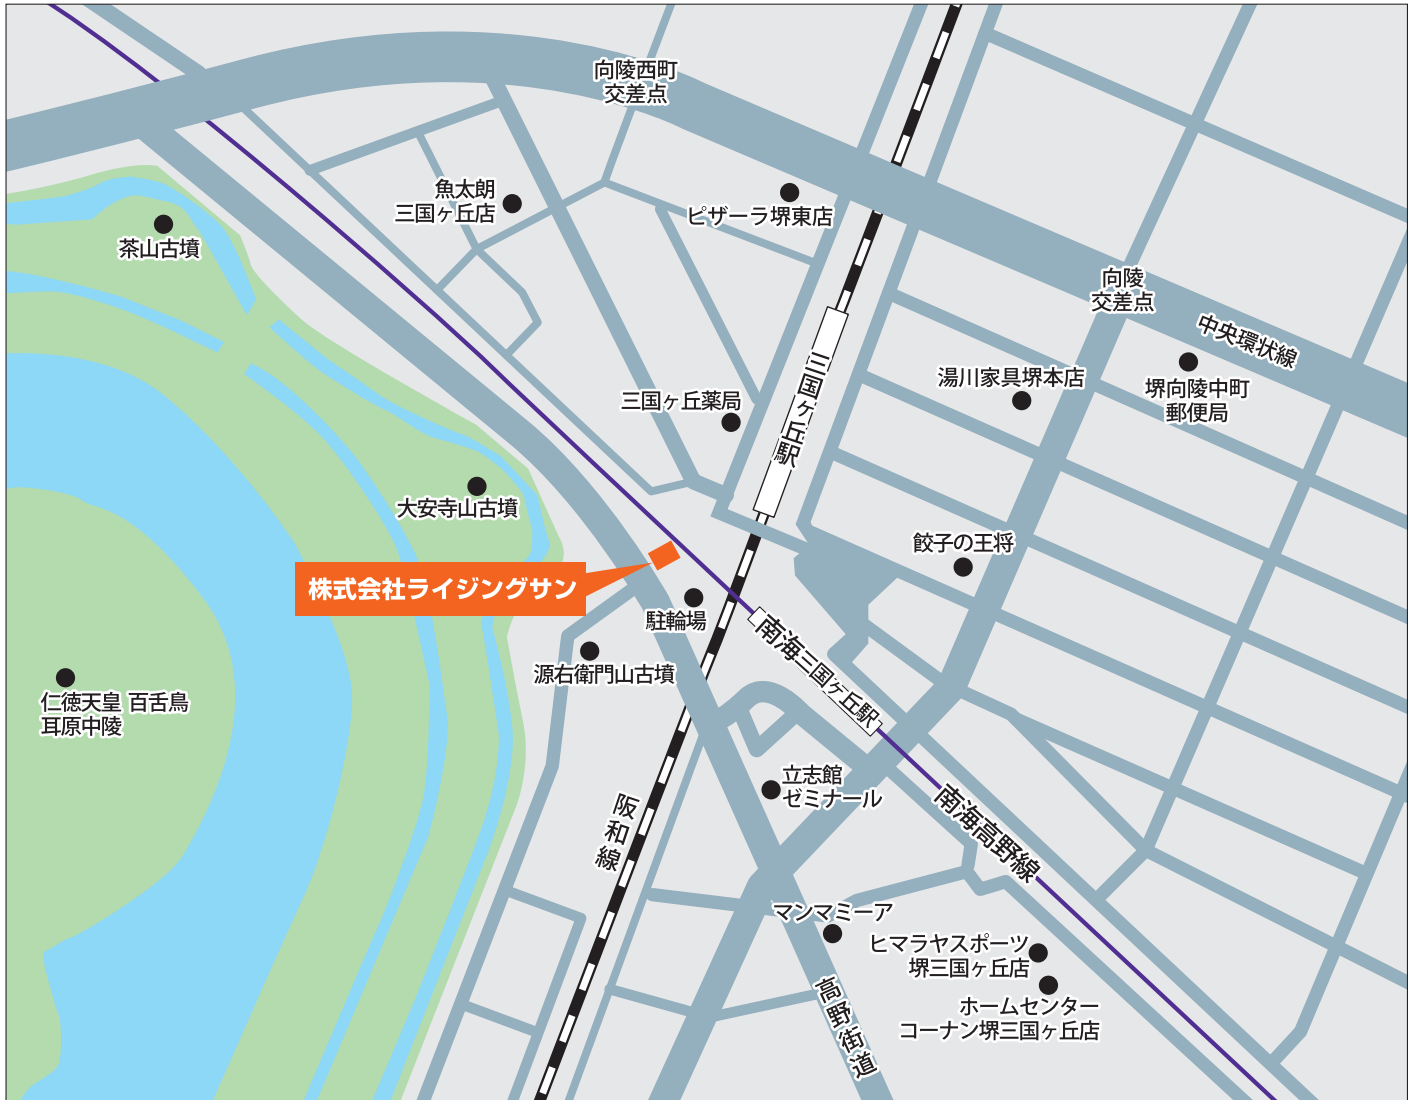 向陵西町
交差点
魚太朗
三国ヶ丘店
ピザーラ堺東店
茶山古墳
向陵
交差点
中央環状線
三国ヶ丘駅
湯川家具堺本店
堺向陵中町
郵便局
三国ヶ丘薬局
大安寺山古墳
餃子の王将
株式会社ライジングサン
駐輪場
南海三国ヶ丘駅
源右衛門山古墳
仁徳天皇 百舌鳥
耳原中陵
立志館
ゼミナール
阪和線
南海高野線
マンマミーア
ヒマラヤスポーツ
堺三国ヶ丘店
高野街道
ホームセンター
コーナン堺三国ヶ丘店